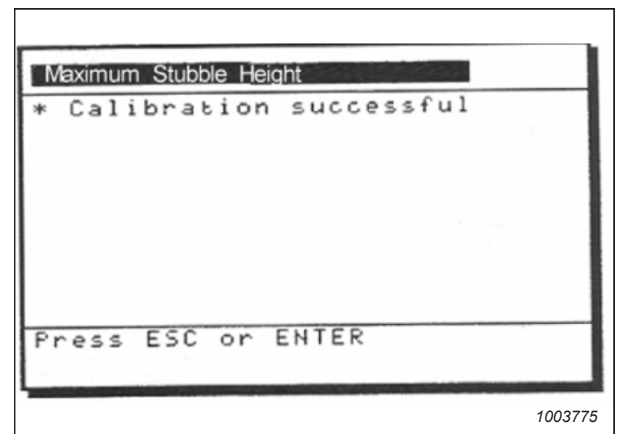 Maximum Stubble Height
* Calibration successful
Press ESC or ENTER
1003775